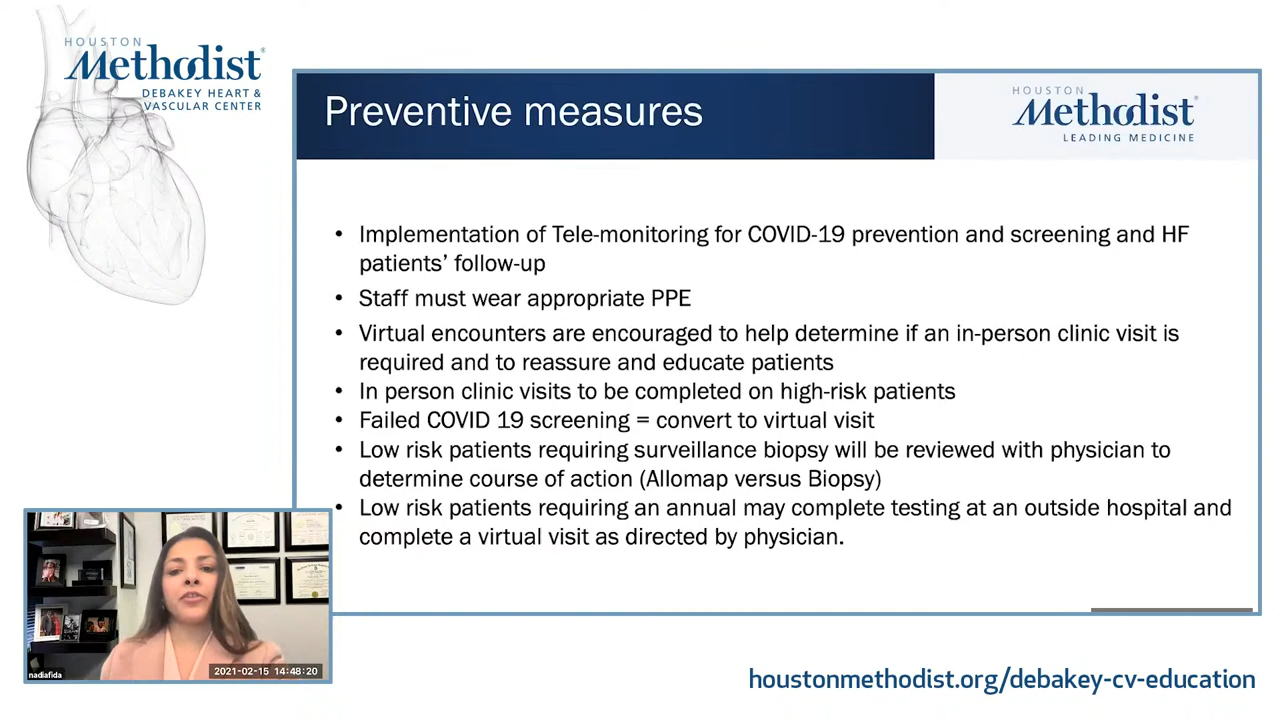 HOUSTON
Methodist®
DEBAKEY HEART &
VASCULAR CENTER
Preventive measures
HOUSTON
Methodist®
LEADING MEDICINE
• Implementation of Tele-monitoring for COVID-19 prevention and screening and HF
patients’ follow-up
• Staff must wear appropriate PPE
• Virtual encounters are encouraged to help determine if an in-person clinic visit is
required and to reassure and educate patients
• In person clinic visits to be completed on high-risk patients
• Failed COVID 19 screening = convert to virtual visit
• Low risk patients requiring surveillance biopsy will be reviewed with physician to
determine course of action (Allomap versus Biopsy)
• Low risk patients requiring an annual may complete testing at an outside hospital and
complete a virtual visit as directed by physician.
nadiafida
2021-02-15 14:48:20
houstonmethodist.org/debakey-cv-education